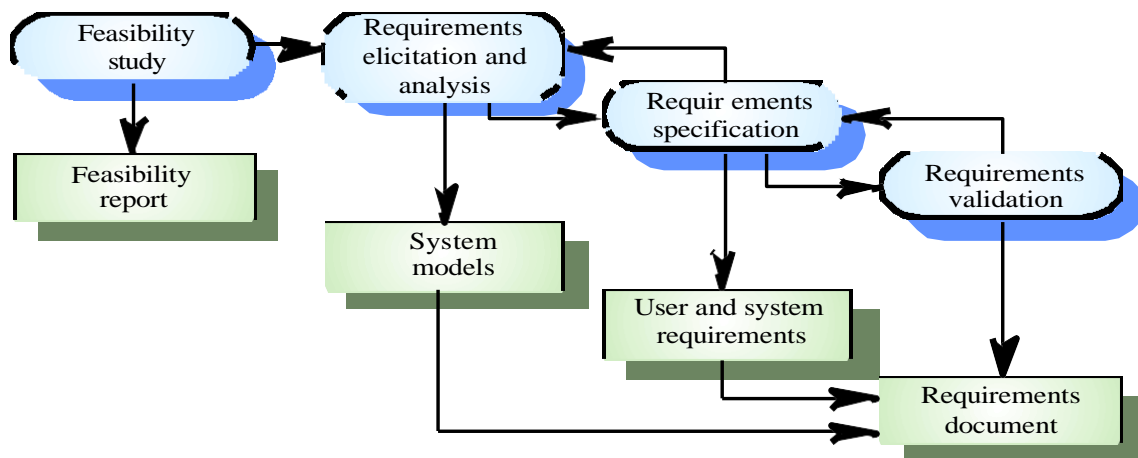 Feasibility
study
Requirements
elicitation and
analysis
Requir ements
specification
Requirements
validation
Feasibility
report
System
models
User and system
requirements
Requirements
document